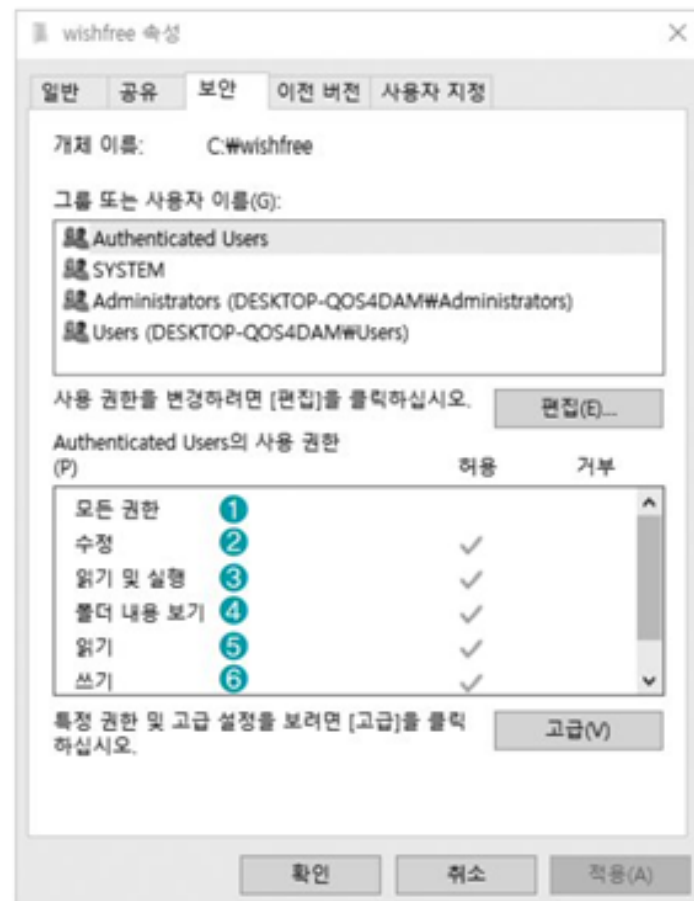 wishfree 속성
일반 공유 보안 이전 버전 사용자 지정
개체 이름: C:₩wishfree
그룹 또는 사용자 이름(G):
Authenticated Users
SYSTEM
Administrators (DESKTOP-QOS4DAM₩Administrators)
Users (DESKTOP-QOS4DAM₩Users)
사용 권한을 변경하려면 [편집]을 클릭하십시오. 편집(E)...
Authenticated Users의 사용 권한
(P) 허용 거부
모든 권한 1
수정 2
읽기 및 실행 3
폴더 내용 보기 4
읽기 5
쓰기 6
특정 권한 및 고급 설정을 보려면 [고급]을 클릭
하십시오. 고급(V)
확인 취소 적용(A)